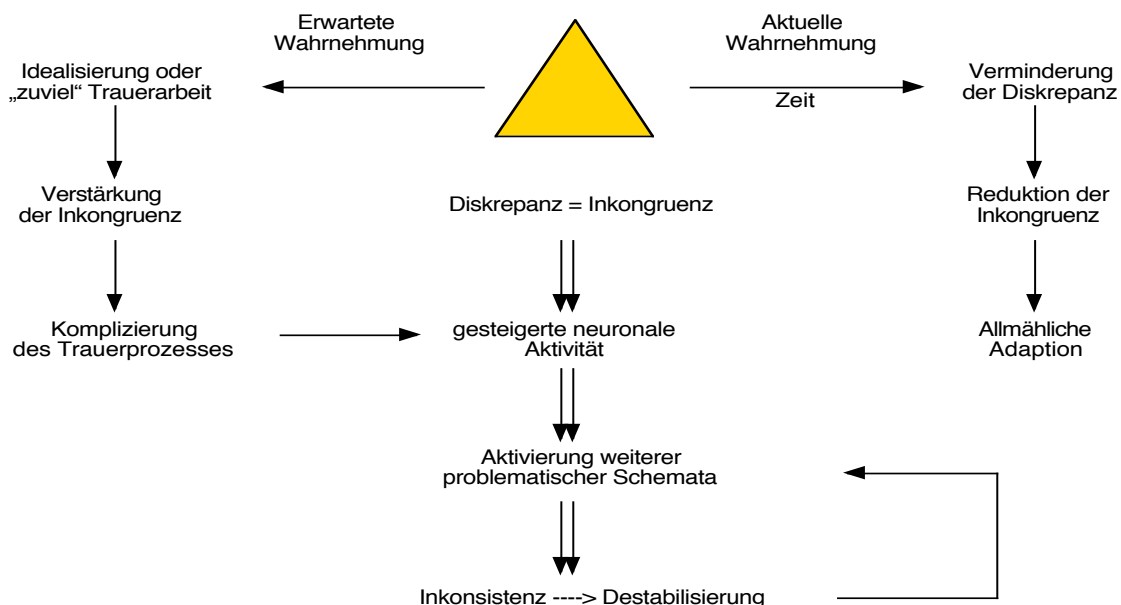 Erwartete
Wahrnehmung
Aktuelle
Wahrnehmung
Idealisierung oder
„zuviel“ Trauerarbeit
Zeit
Verminderung
der Diskrepanz
Verstärkung
der Inkongruenz
Diskrepanz = Inkongruenz
Reduktion der
Inkongruenz
Komplizierung
des Trauerprozesses
gesteigerte neuronale
Aktivität
Allmähliche
Adaption
Aktivierung weiterer
problematischer Schemata
Inkonsistenz ----> Destabilisierung